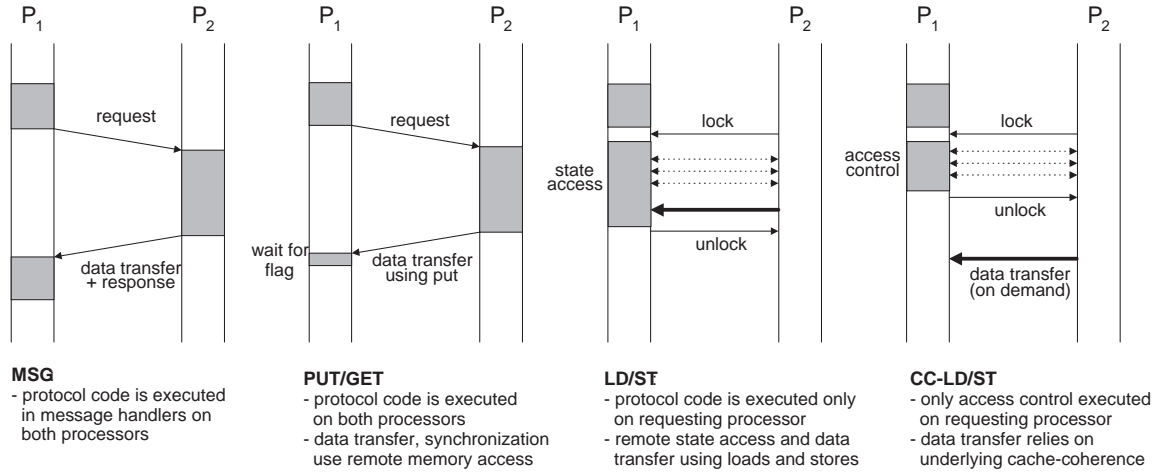 P1 P2
request
data transfer
+ response
MSG
- protocol code is executed
in message handlers on
both processors
P1 P2
request
wait for
flag
data transfer
using put
PUT/GET
- protocol code is executed
on both processors
- data transfer, synchronization
use remote memory access
P1 P2
lock
state
access
unlock
LD/ST
- protocol code is executed only
on requesting processor
- remote state access and data
transfer using loads and stores
P1 P2
lock
access
control
unlock
data transfer
(on demand)
CC-LD/ST
- only access control executed
on requesting processor
- data transfer relies on
underlying cache-coherence